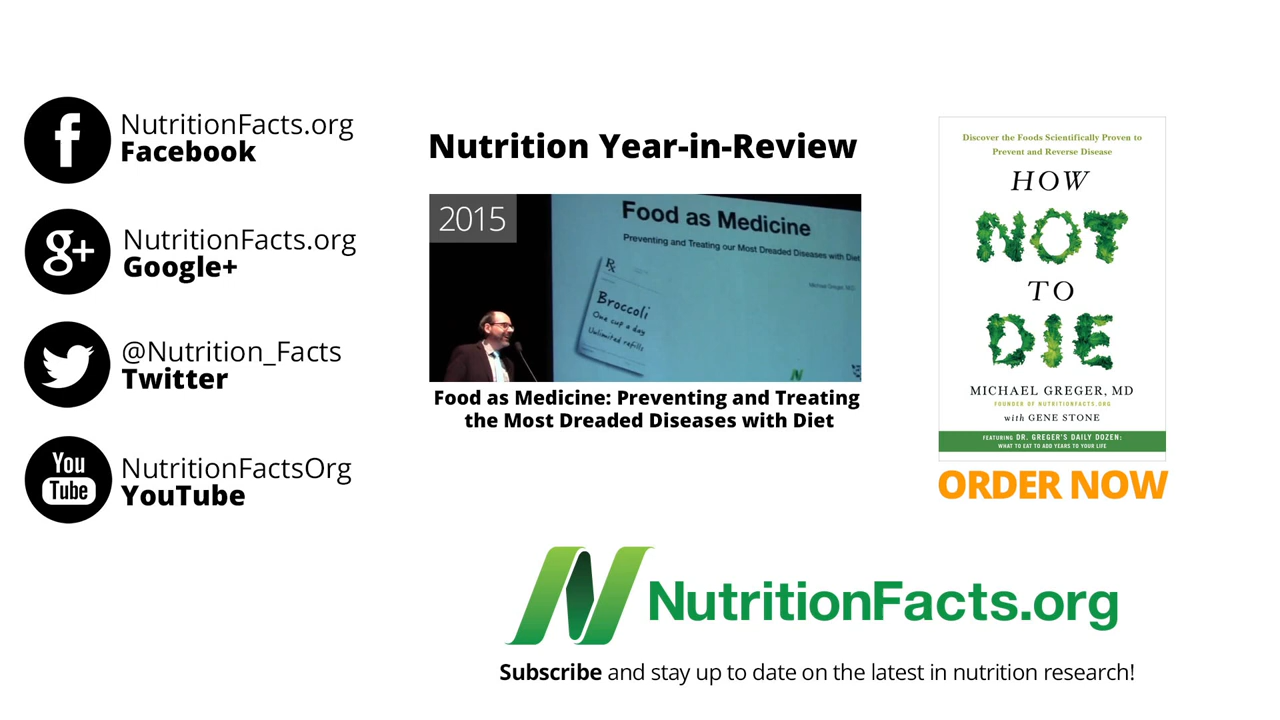 f
NutritionFacts.org
Facebook
g+
NutritionFacts.org
Google+
@Nutrition_Facts
Twitter
You
Tube
NutritionFactsOrg
YouTube
Nutrition Year-in-Review
2015
Food as Medicine
Preventing and Treating our Most Dreaded Diseases with Diet
Michael Greger, MD
Rx
Broccoli
One cup a day
Unlimited refills
Food as Medicine: Preventing and Treating
the Most Dreaded Diseases with Diet
Discover the Foods Scientifically Proven to
Prevent and Reverse Disease
HOW
NOT
TO
DIE
MICHAEL GREGER, MD
FOUNDER OF NUTRITIONFACTS.ORG
with GENE STONE
FEATURING DR. GREGER'S DAILY DOZEN:
WHAT TO EAT TO ADD YEARS TO YOUR LIFE
ORDER NOW
NutritionFacts.org
Subscribe and stay up to date on the latest in nutrition research!